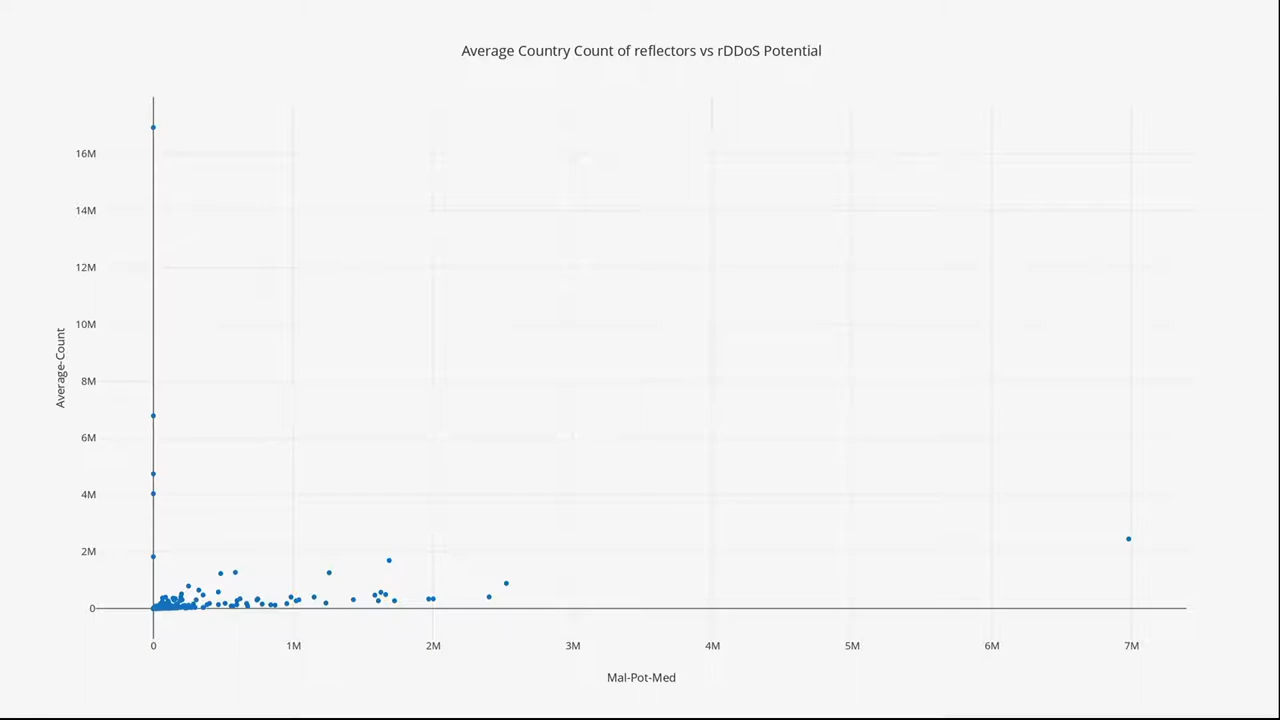 Average Country Count of reflectors vs rDDoS Potential
16M
14M
12M
10M
8M
6M
4M
2M
0
Average-Count
0 1M 2M 3M 4M 5M 6M 7M
Mal-Pot-Med